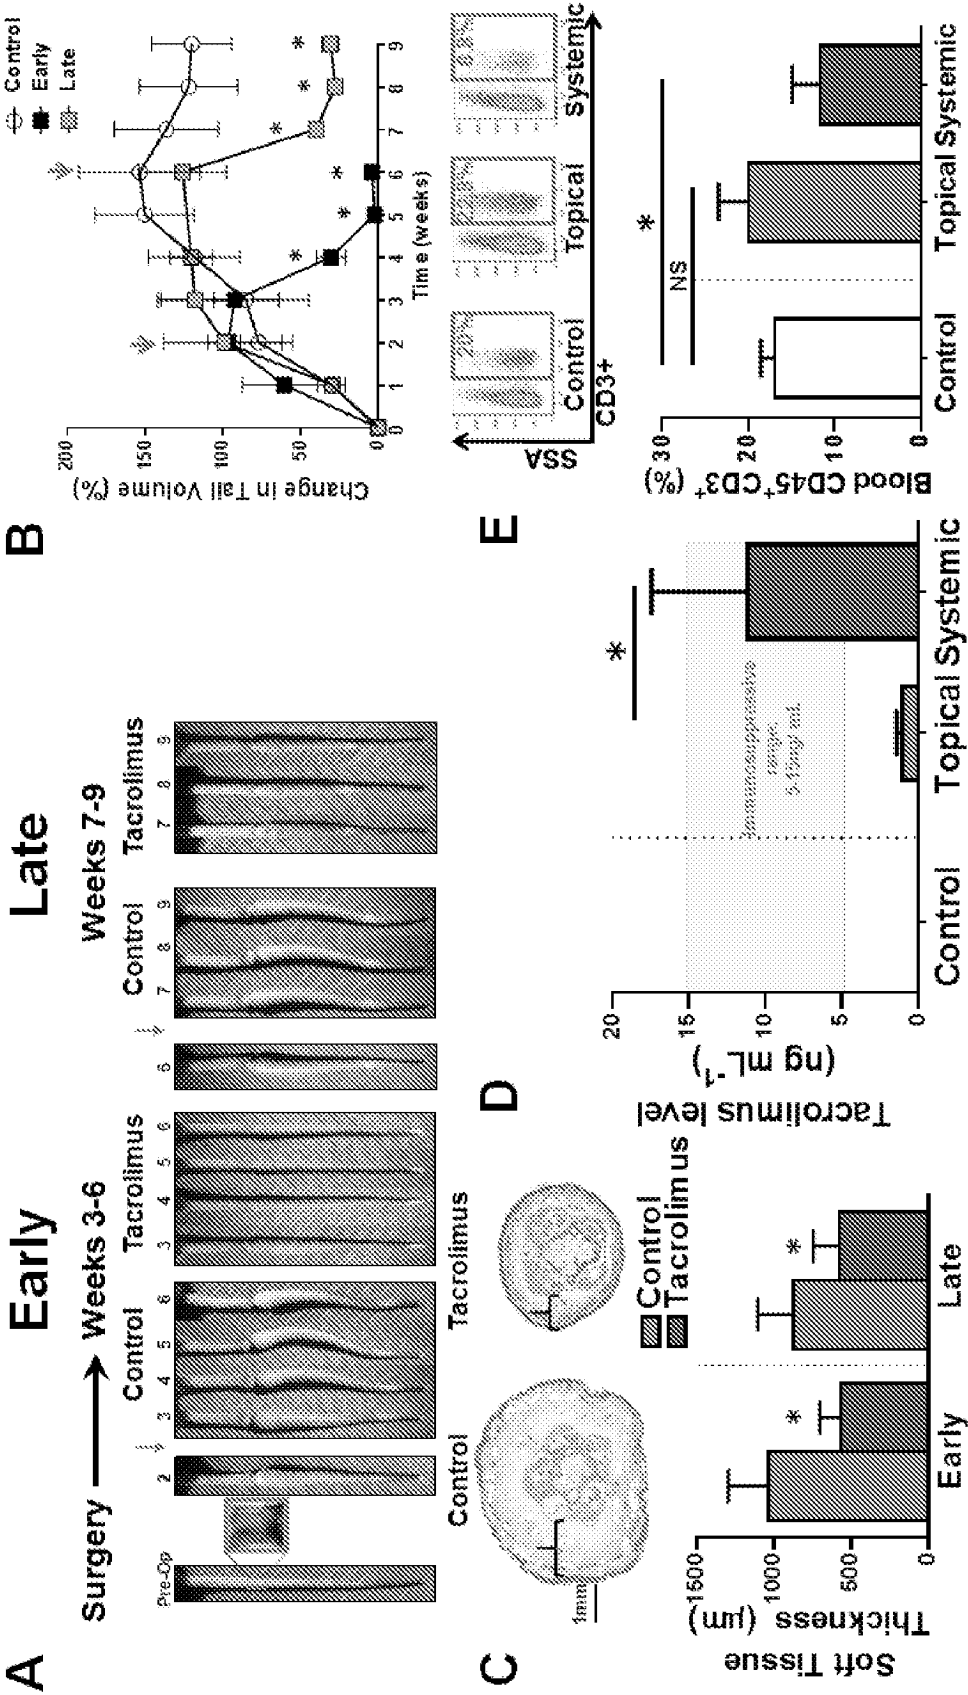 A
Early
Late
Surgery
Weeks 3-6
Weeks 7-9
Control
Tacrolimus
Control
Tacrolimus
Pre-Op
2
3
4
5
6
3
4
5
6
6
7
8
9
7
8
9
B
Control
Early
Late
Change in Tail Volume (%)
200
150
100
50
0
0
1
2
3
4
5
6
7
8
9
Time (weeks)
*
*
*
*
*
*
C
Control
Tacrolimus
1mm
Control
Tacrolimus
Soft Tissue
Thickness (µm)
1500
1000
500
0
*
*
Early
Late
D
Tacrolimus level
(ng mL⁻¹)
20
15
10
5
0
*
Immunosuppressive
range:
5-15ng/mL
Control
Topical
Systemic
E
SSA
CD3+
20%
22.8%
Control
Topical
Systemic
Blood CD45⁺CD3⁺ (%)
30
20
10
0
*
NS
Control
Topical
Systemic